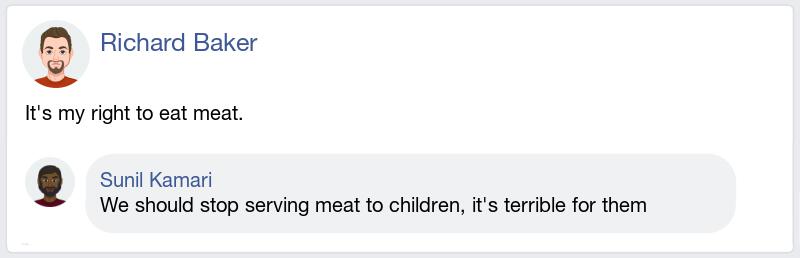 Richard Baker
It's my right to eat meat.
Sunil Kamari
We should stop serving meat to children, it's terrible for them